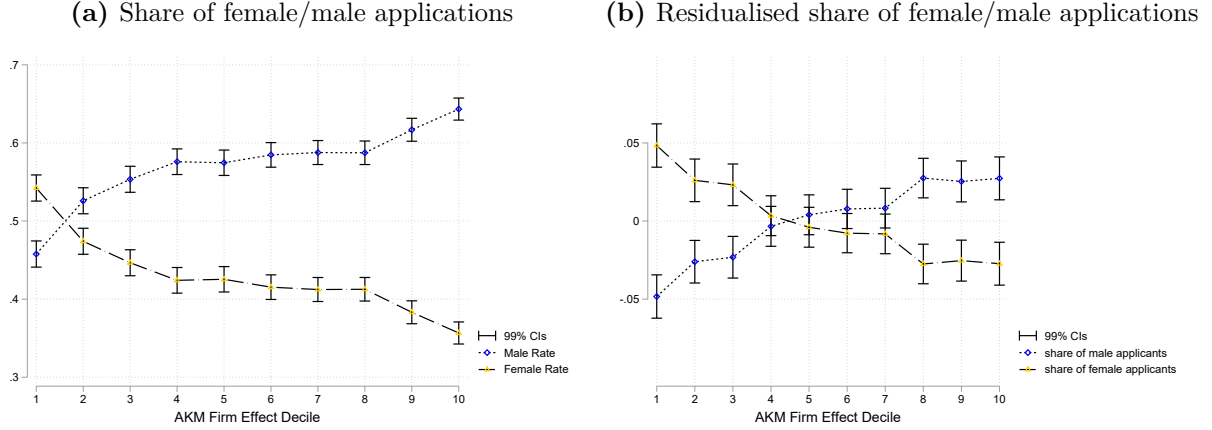 (a) Share of female/male applications
.7
.6
.5
.4
.3
1 2 3 4 5 6 7 8 9 10
AKM Firm Effect Decile
99% CIs
Male Rate
Female Rate
(b) Residualised share of female/male applications
.05
0
-.05
1 2 3 4 5 6 7 8 9 10
AKM Firm Effect Decile
99% CIs
share of male applicants
share of female applicants